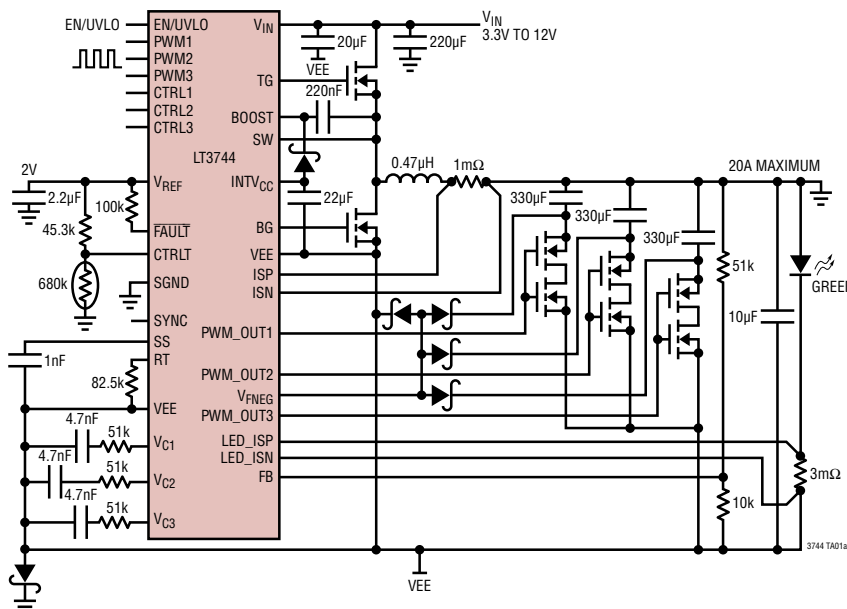 EN/UVLO
EN/UVLO
PWM1
PWM2
PWM3
CTRL1
CTRL2
CTRL3
LT3744
VIN
VIN
3.3V TO 12V
20µF
VEE
220µF
TG
220nF
BOOST
SW
0.47µH
1mΩ
20A MAXIMUM
2V
2.2µF
VREF
100k
45.3k
FAULT
CTRLT
680k
SGND
SYNC
SS
1nF
RT
82.5k
VEE
4.7nF
51k
VC1
4.7nF
51k
VC2
4.7nF
51k
VC3
INTVCC
22µF
BG
VEE
ISP
ISN
PWM_OUT1
PWM_OUT2
VFNEG
PWM_OUT3
LED_ISP
LED_ISN
FB
330µF
330µF
330µF
51k
10µF
GREEN
3mΩ
10k
VEE
3744 TA01a